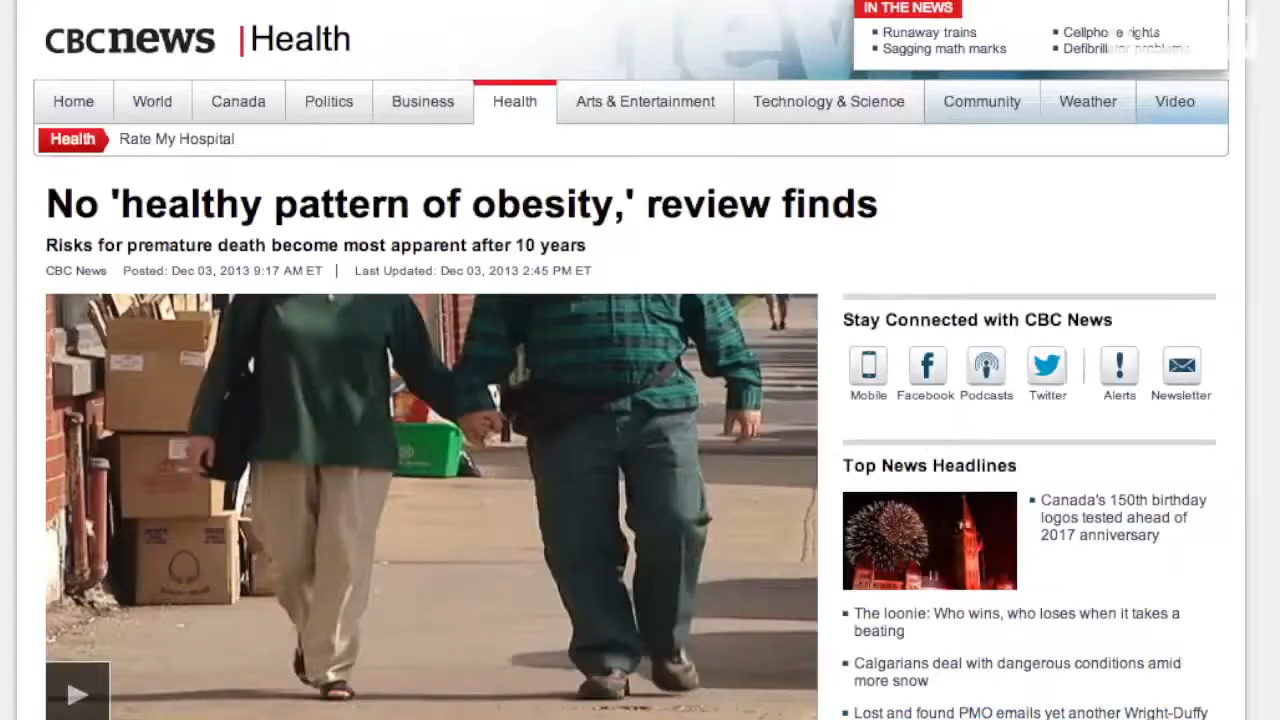 CBCnews | Health
IN THE NEWS
Runaway trains
Sagging math marks
Cellphone rights
Defibrillator problems
Home World Canada Politics Business Health Arts & Entertainment Technology & Science Community Weather Video
Health Rate My Hospital
No 'healthy pattern of obesity,' review finds
Risks for premature death become most apparent after 10 years
CBC News Posted: Dec 03, 2013 9:17 AM ET | Last Updated: Dec 03, 2013 2:45 PM ET
Stay Connected with CBC News
Mobile Facebook Podcasts Twitter Alerts Newsletter
Top News Headlines
Canada's 150th birthday
logos tested ahead of
2017 anniversary
The loonie: Who wins, who loses when it takes a
beating
Calgarians deal with dangerous conditions amid
more snow
Lost and found PMO emails yet another Wright-Duffy